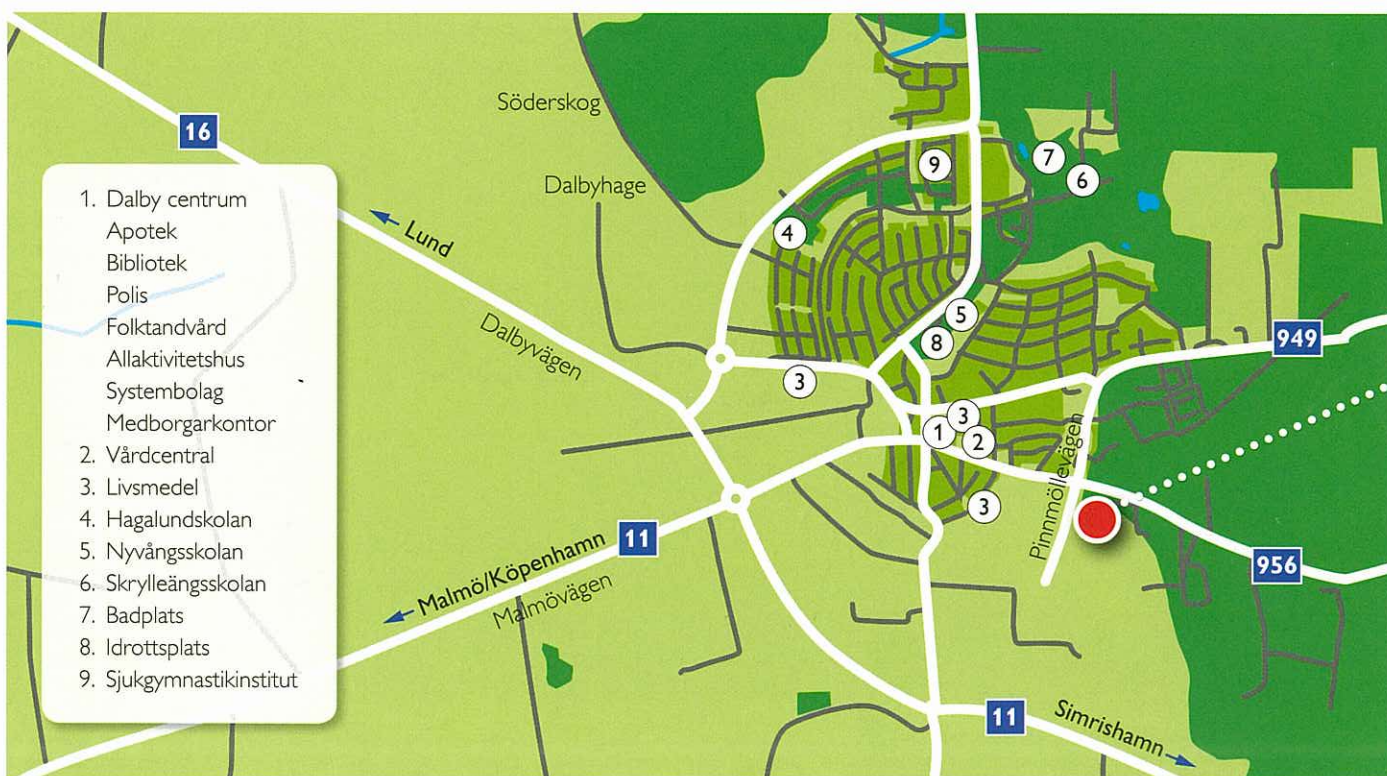 16
1. Dalby centrum
Apotek
Bibliotek
Polis
Folktandvård
Allaktivitetshus
Systembolag
Medborgarkontor
2. Vårdcentral
3. Livsmedel
4. Hagalundskolan
5. Nyvångsskolan
6. Skrylleängsskolan
7. Badplats
8. Idrottsplats
9. Sjukgymnastikinstitut
Söderskog
Dalbyhage
Lund
Dalbyvägen
9
7
6
4
5
8
949
3
3
1
2
3
Pinnmöllevägen
11
956
Malmö/Köpenhamn
Malmövägen
11
Simrishamn